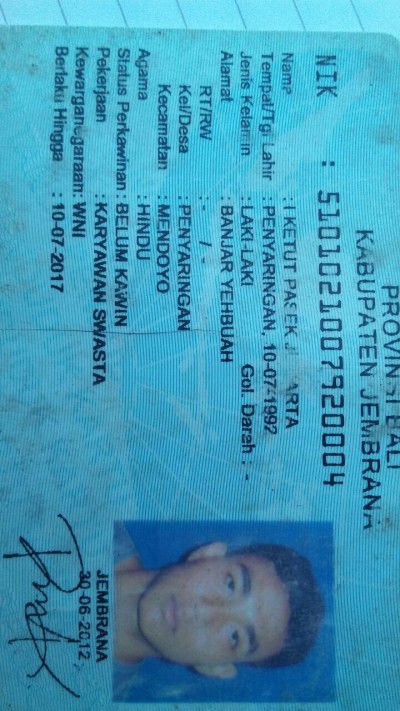 PROVINSI BALI
KABUPATEN JEMBRANA
NIK : 5101021007920004
Nama : I KETUT PASEK
Tempat/Tgl Lahir : PENYARINGAN, 10-07-1992
Jenis Kelamin : LAKI-LAKI Gol. Darah : -
Alamat : BANJAR YEHBUAH
RT/RW : - / -
Kel/Desa : PENYARINGAN
Kecamatan : MENDOYO
Agama : HINDU
Status Perkawinan : BELUM KAWIN
Pekerjaan : KARYAWAN SWASTA
Kewarganegaraan: WNI
Berlaku Hingga : 10-07-2017
JEMBRANA
30-06-2012